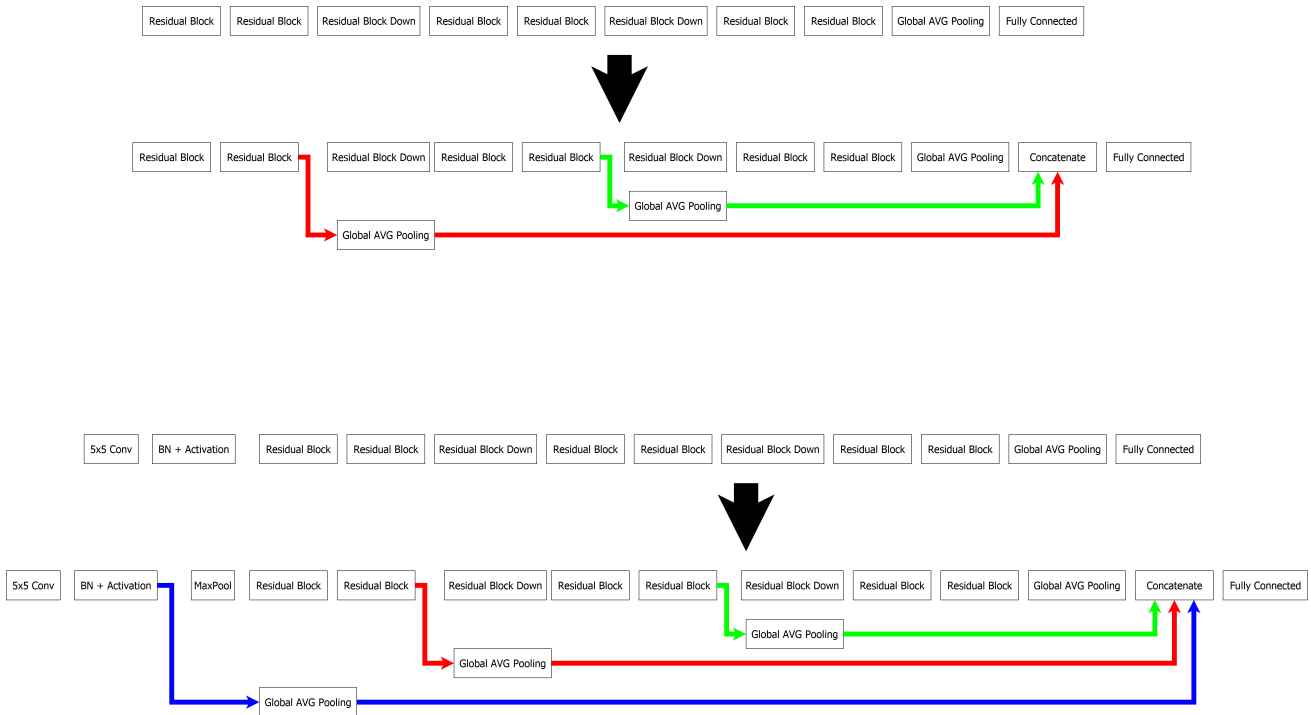 Residual Block Residual Block Residual Block Down Residual Block Residual Block Residual Block Down Residual Block Residual Block Global AVG Pooling Fully Connected
Residual Block Residual Block Residual Block Down Residual Block Residual Block Residual Block Down Residual Block Residual Block Global AVG Pooling Concatenate Fully Connected
Global AVG Pooling
Global AVG Pooling
5x5 Conv BN + Activation Residual Block Residual Block Residual Block Down Residual Block Residual Block Residual Block Down Residual Block Residual Block Global AVG Pooling Fully Connected
5x5 Conv BN + Activation MaxPool Residual Block Residual Block Residual Block Down Residual Block Residual Block Residual Block Down Residual Block Residual Block Global AVG Pooling Concatenate Fully Connected
Global AVG Pooling
Global AVG Pooling
Global AVG Pooling